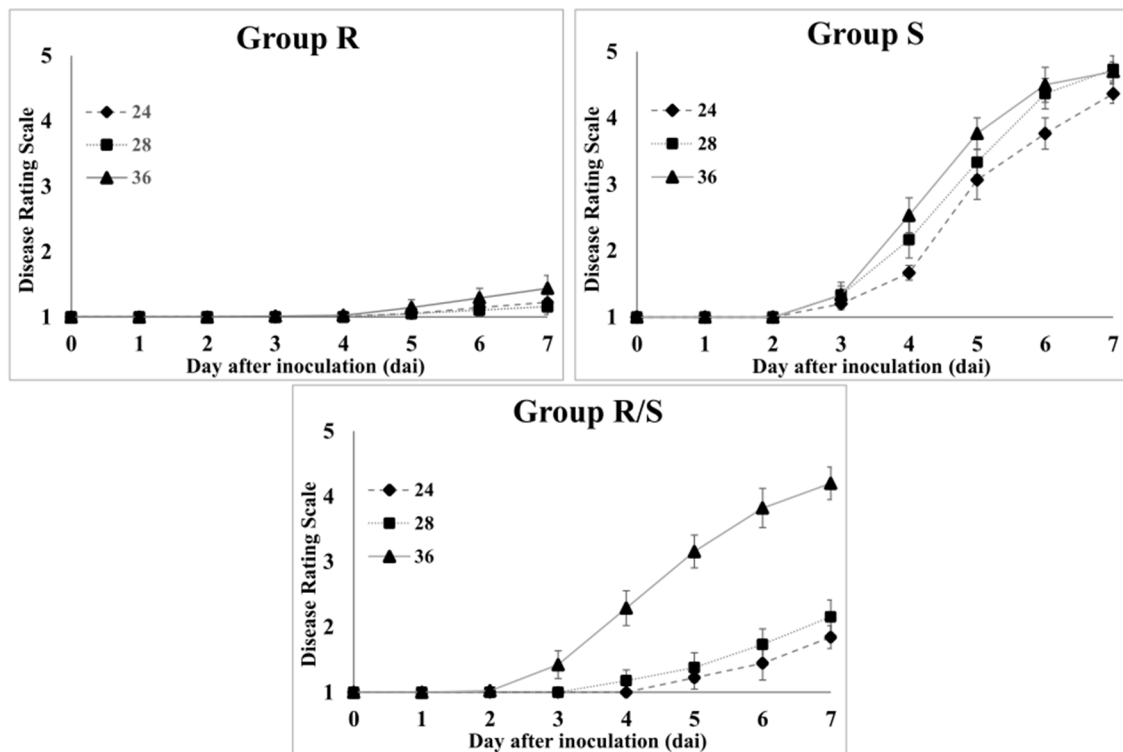 Group R
5
4
3
2
1
Disease Rating Scale
24
28
36
0 1 2 3 4 5 6 7
Day after inoculation (dai)
Group S
5
4
3
2
1
Disease Rating Scale
24
28
36
0 1 2 3 4 5 6 7
Day after inoculation (dai)
Group R/S
5
4
3
2
1
Disease Rating Scale
24
28
36
0 1 2 3 4 5 6 7
Day after inoculation (dai)